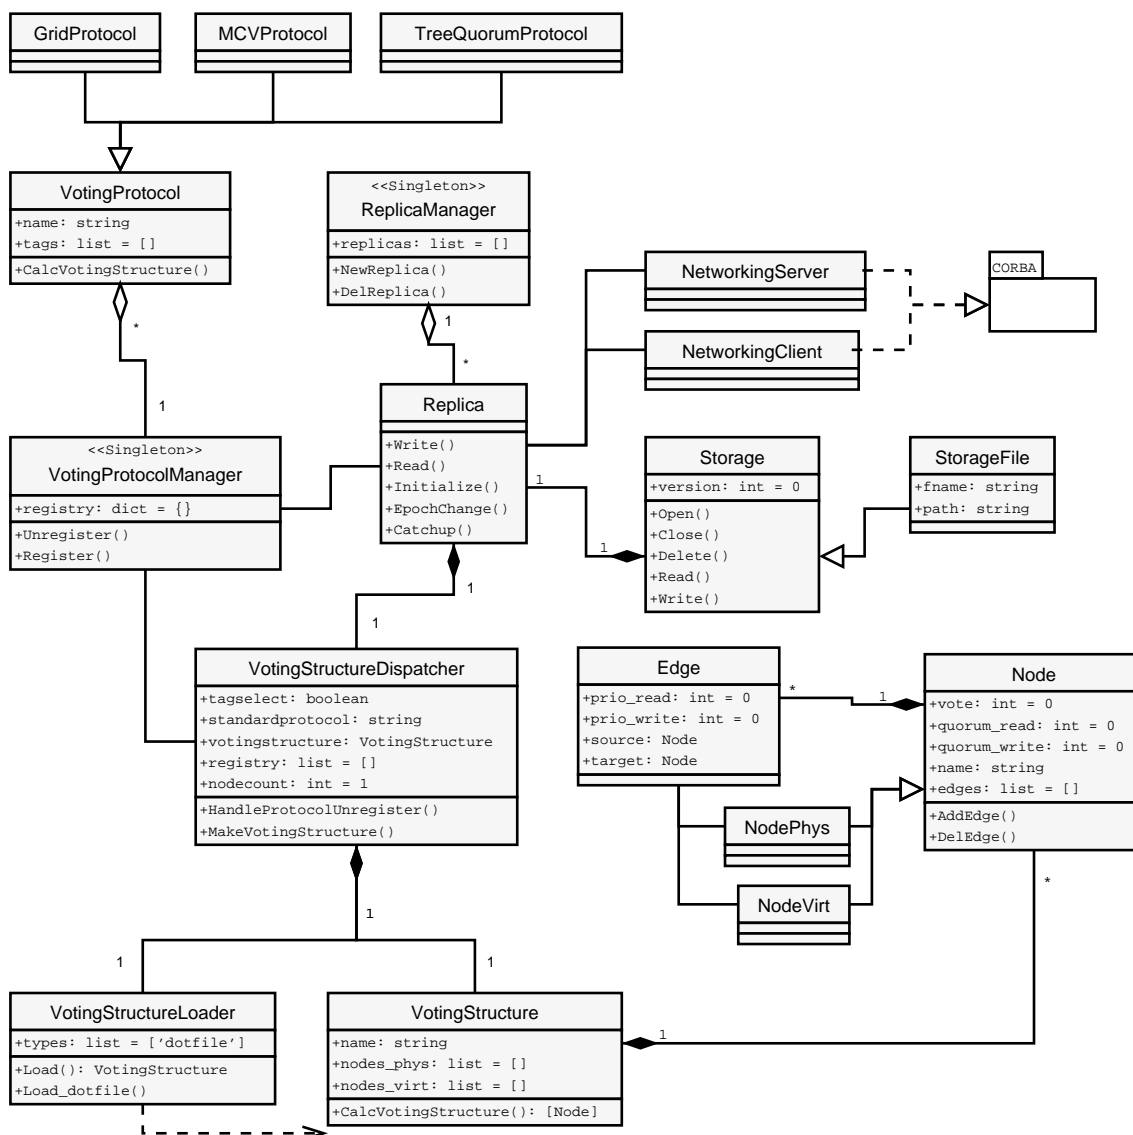 GridProtocol
MCVProtocol
TreeQuorumProtocol
VotingProtocol
+name: string
+tags: list = []
+CalcVotingStructure()
*
1
<<Singleton>>
ReplicaManager
+replicas: list = []
+NewReplica()
+DelReplica()
1
*
NetworkingServer
NetworkingClient
CORBA
Replica
+Write()
+Read()
+Initialize()
+EpochChange()
+Catchup()
1
1
<<Singleton>>
VotingProtocolManager
+registry: dict = {}
+Unregister()
+Register()
Storage
+version: int = 0
+Open()
+Close()
+Delete()
+Read()
+Write()
StorageFile
+fname: string
+path: string
1
1
VotingStructureDispatcher
+tagselect: boolean
+standardprotocol: string
+votingstructure: VotingStructure
+registry: list = []
+nodecount: int = 1
+HandleProtocolUnregister()
+MakeVotingStructure()
Edge
+prio_read: int = 0
+prio_write: int = 0
+source: Node
+target: Node
*
1
Node
+vote: int = 0
+quorum_read: int = 0
+quorum_write: int = 0
+name: string
+edges: list = []
+AddEdge()
+DelEdge()
*
NodePhys
NodeVirt
1
1
1
VotingStructureLoader
+types: list = ['dotfile']
+Load(): VotingStructure
+Load_dotfile()
VotingStructure
+name: string
+nodes_phys: list = []
+nodes_virt: list = []
+CalcVotingStructure(): [Node]
1